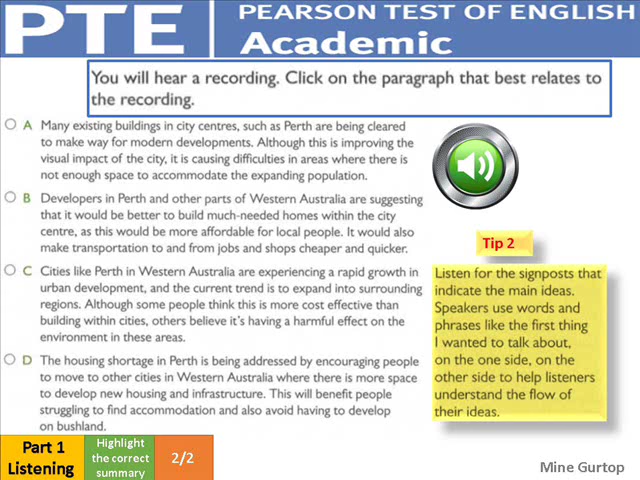 PTE
PEARSON TEST OF ENGLISH
Academic
You will hear a recording. Click on the paragraph that best relates to
the recording.
A Many existing buildings in city centres, such as Perth are being cleared
to make way for modern developments. Although this is improving the
visual impact of the city, it is causing difficulties in areas where there is
not enough space to accommodate the expanding population.
B Developers in Perth and other parts of Western Australia are suggesting
that it would be better to build much-needed homes within the city
centre, as this would be more affordable for local people. It would also
make transportation to and from jobs and shops cheaper and quicker.
C Cities like Perth in Western Australia are experiencing a rapid growth in
urban development, and the current trend is to expand into surrounding
regions. Although some people think this is more cost effective than
building within cities, others believe it's having a harmful effect on the
environment in these areas.
D The housing shortage in Perth is being addressed by encouraging people
to move to other cities in Western Australia where there is more space
to develop new housing and infrastructure. This will benefit people
struggling to find accommodation and also avoid having to develop
on bushland.
Tip 2
Listen for the signposts that
indicate the main ideas.
Speakers use words and
phrases like the first thing
I wanted to talk about,
on the one side, on the
other side to help listeners
understand the flow of
their ideas.
Part 1
Listening
Highlight
the correct
summary
2/2
Mine Gurtop